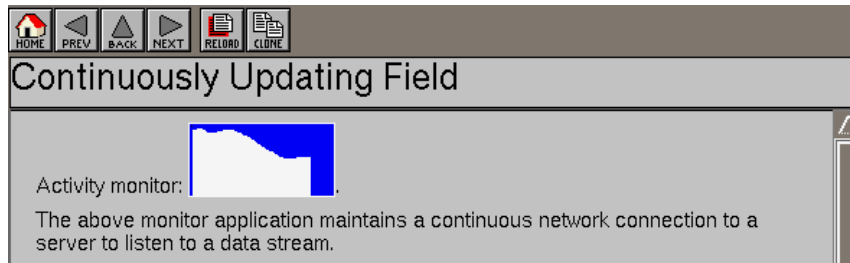 HOME PREV BACK NEXT RELOAD CLONE
Continuously Updating Field
Activity monitor: .
The above monitor application maintains a continuous network connection to a
server to listen to a data stream.